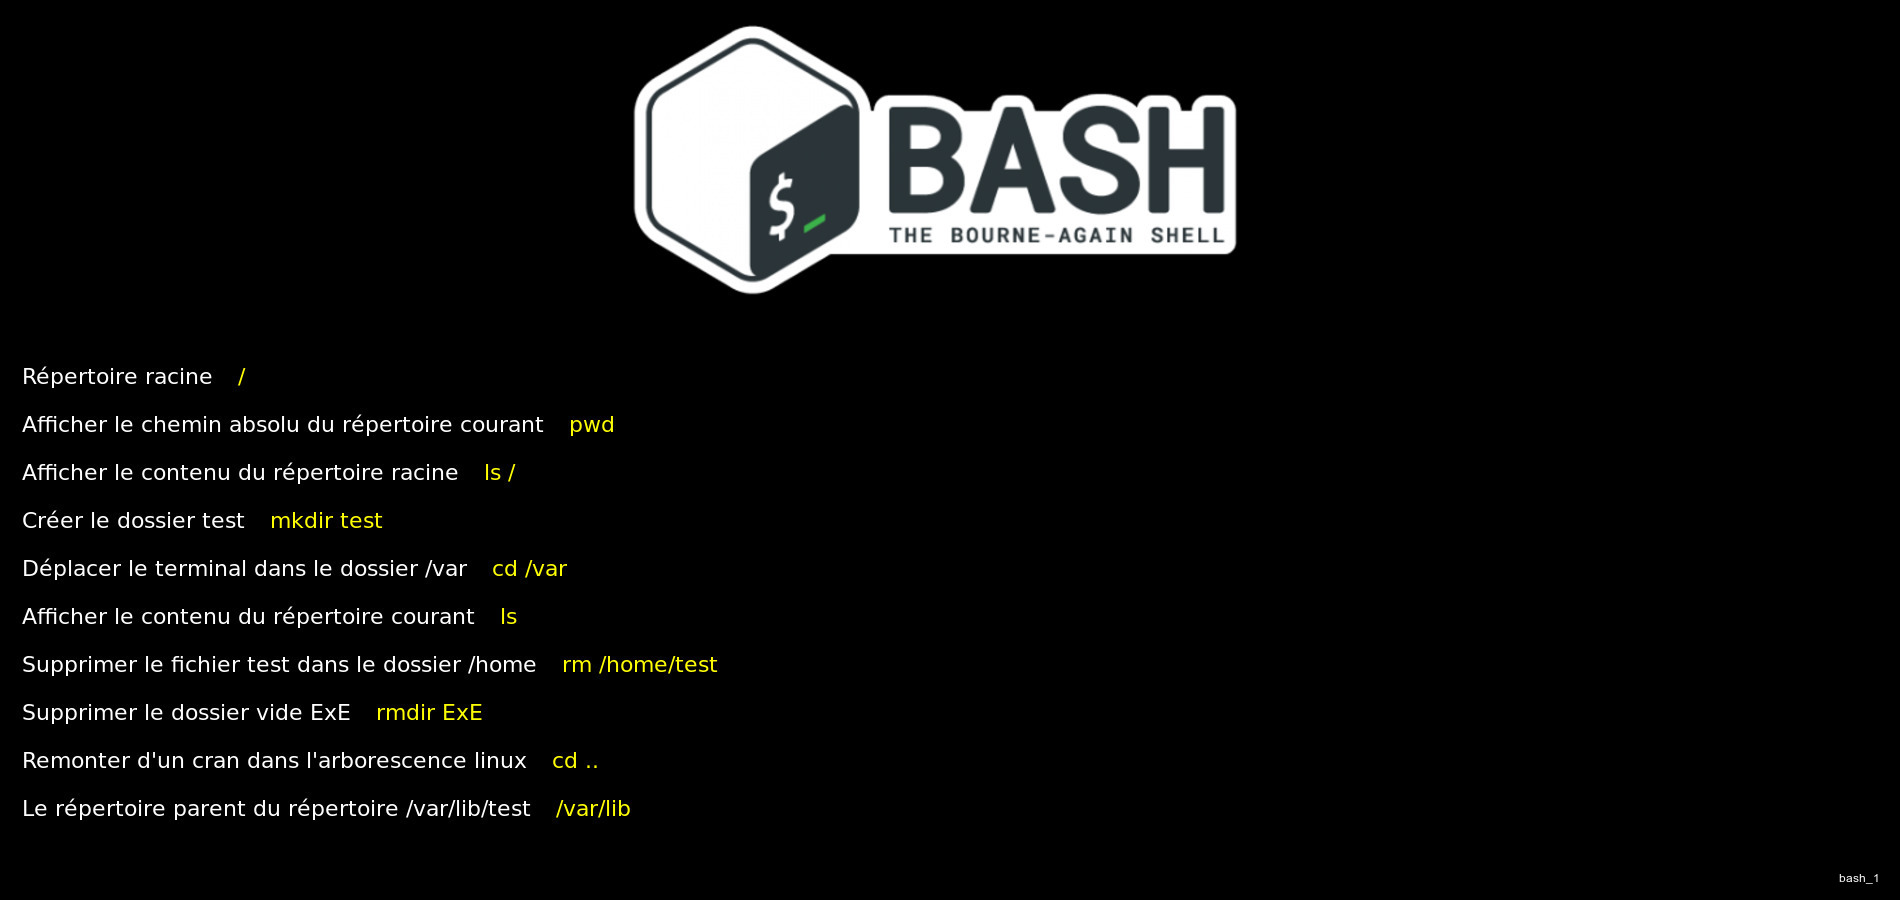 $_
BASH
THE BOURNE-AGAIN SHELL
Répertoire racine /
Afficher le chemin absolu du répertoire courant pwd
Afficher le contenu du répertoire racine ls /
Créer le dossier test mkdir test
Déplacer le terminal dans le dossier /var cd /var
Afficher le contenu du répertoire courant ls
Supprimer le fichier test dans le dossier /home rm /home/test
Supprimer le dossier vide ExE rmdir ExE
Remonter d'un cran dans l'arborescence linux cd ..
Le répertoire parent du répertoire /var/lib/test /var/lib
bash_1